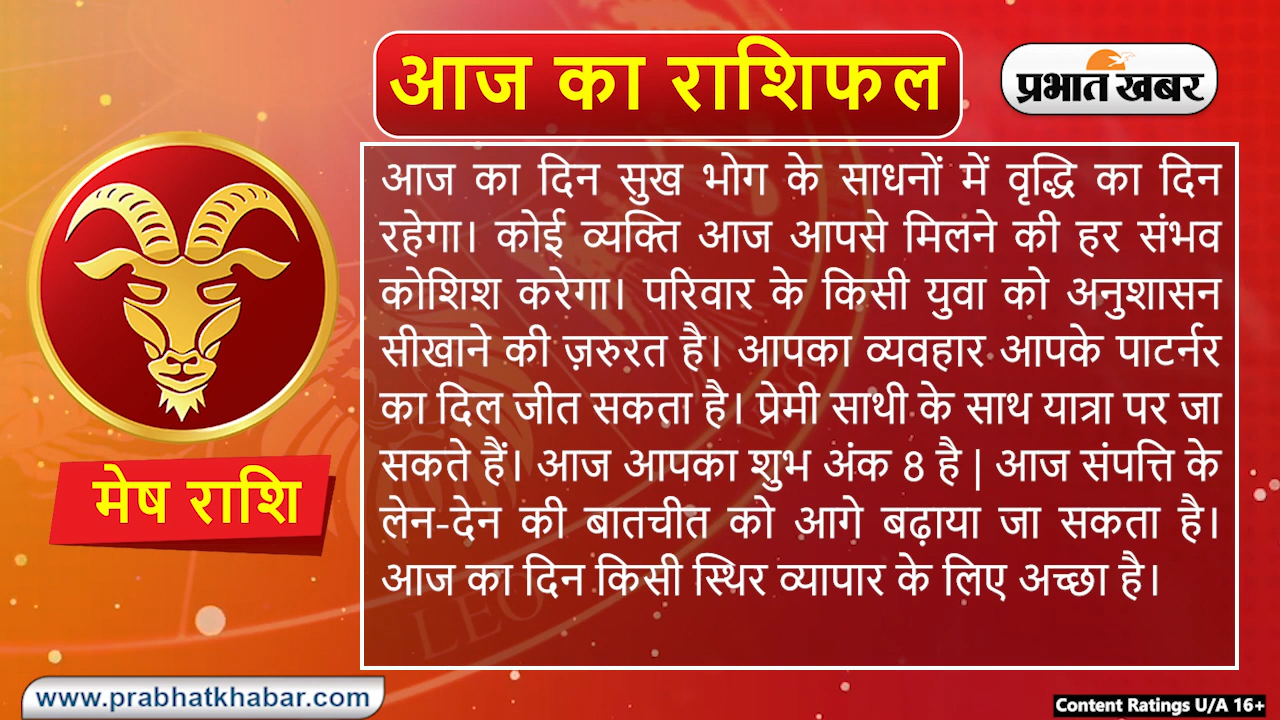 आज का राशिफल
प्रभात खबर
आज का दिन सुख भोग के साधनों में वृद्धि का दिन
रहेगा। कोई व्यक्ति आज आपसे मिलने की हर संभव
कोशिश करेगा। परिवार के किसी युवा को अनुशासन
सीखाने की ज़रुरत है। आपका व्यवहार आपके पाटर्नर
का दिल जीत सकता है। प्रेमी साथी के साथ यात्रा पर जा
सकते हैं। आज आपका शुभ अंक 8 है | आज संपत्ति के
लेन-देन की बातचीत को आगे बढ़ाया जा सकता है।
आज का दिन किसी स्थिर व्यापार के लिए अच्छा है।
मेष राशि
LEO
www.prabhatkhabar.com
Content Ratings U/A 16+